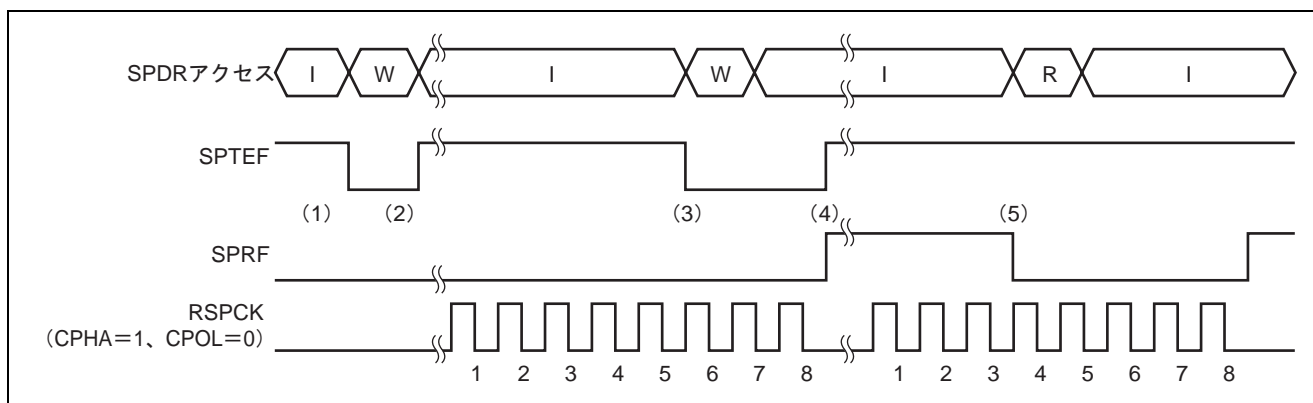 SPDRアクセス I W I W I R I
SPTEF
(1) (2) (3) (4) (5)
SPRF
RSPCK
(CPHA=1、CPOL=0)
1 2 3 4 5 6 7 8 1 2 3 4 5 6 7 8